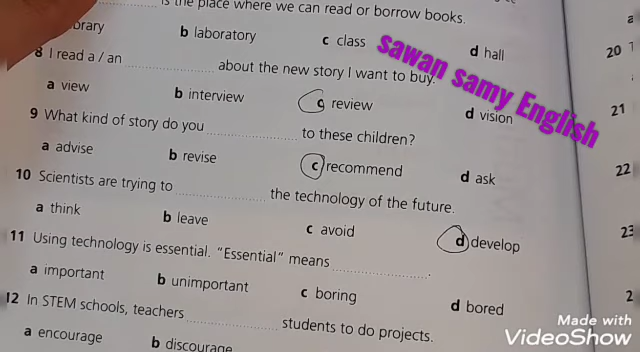 is the place where we can read or borrow books.
b laboratory c class d hall
8 I read a / an .................... about the new story I want to buy.
a view b interview c review d vision
9 What kind of story do you .................... to these children?
a advise b revise c recommend d ask
10 Scientists are trying to .................... the technology of the future.
a think b leave c avoid d develop
11 Using technology is essential. “Essential” means .................... .
a important b unimportant c boring d bored
12 In STEM schools, teachers .................... students to do projects.
a encourage b discourage
sawan samy English
20
21
22
23
Made with
VideoShow